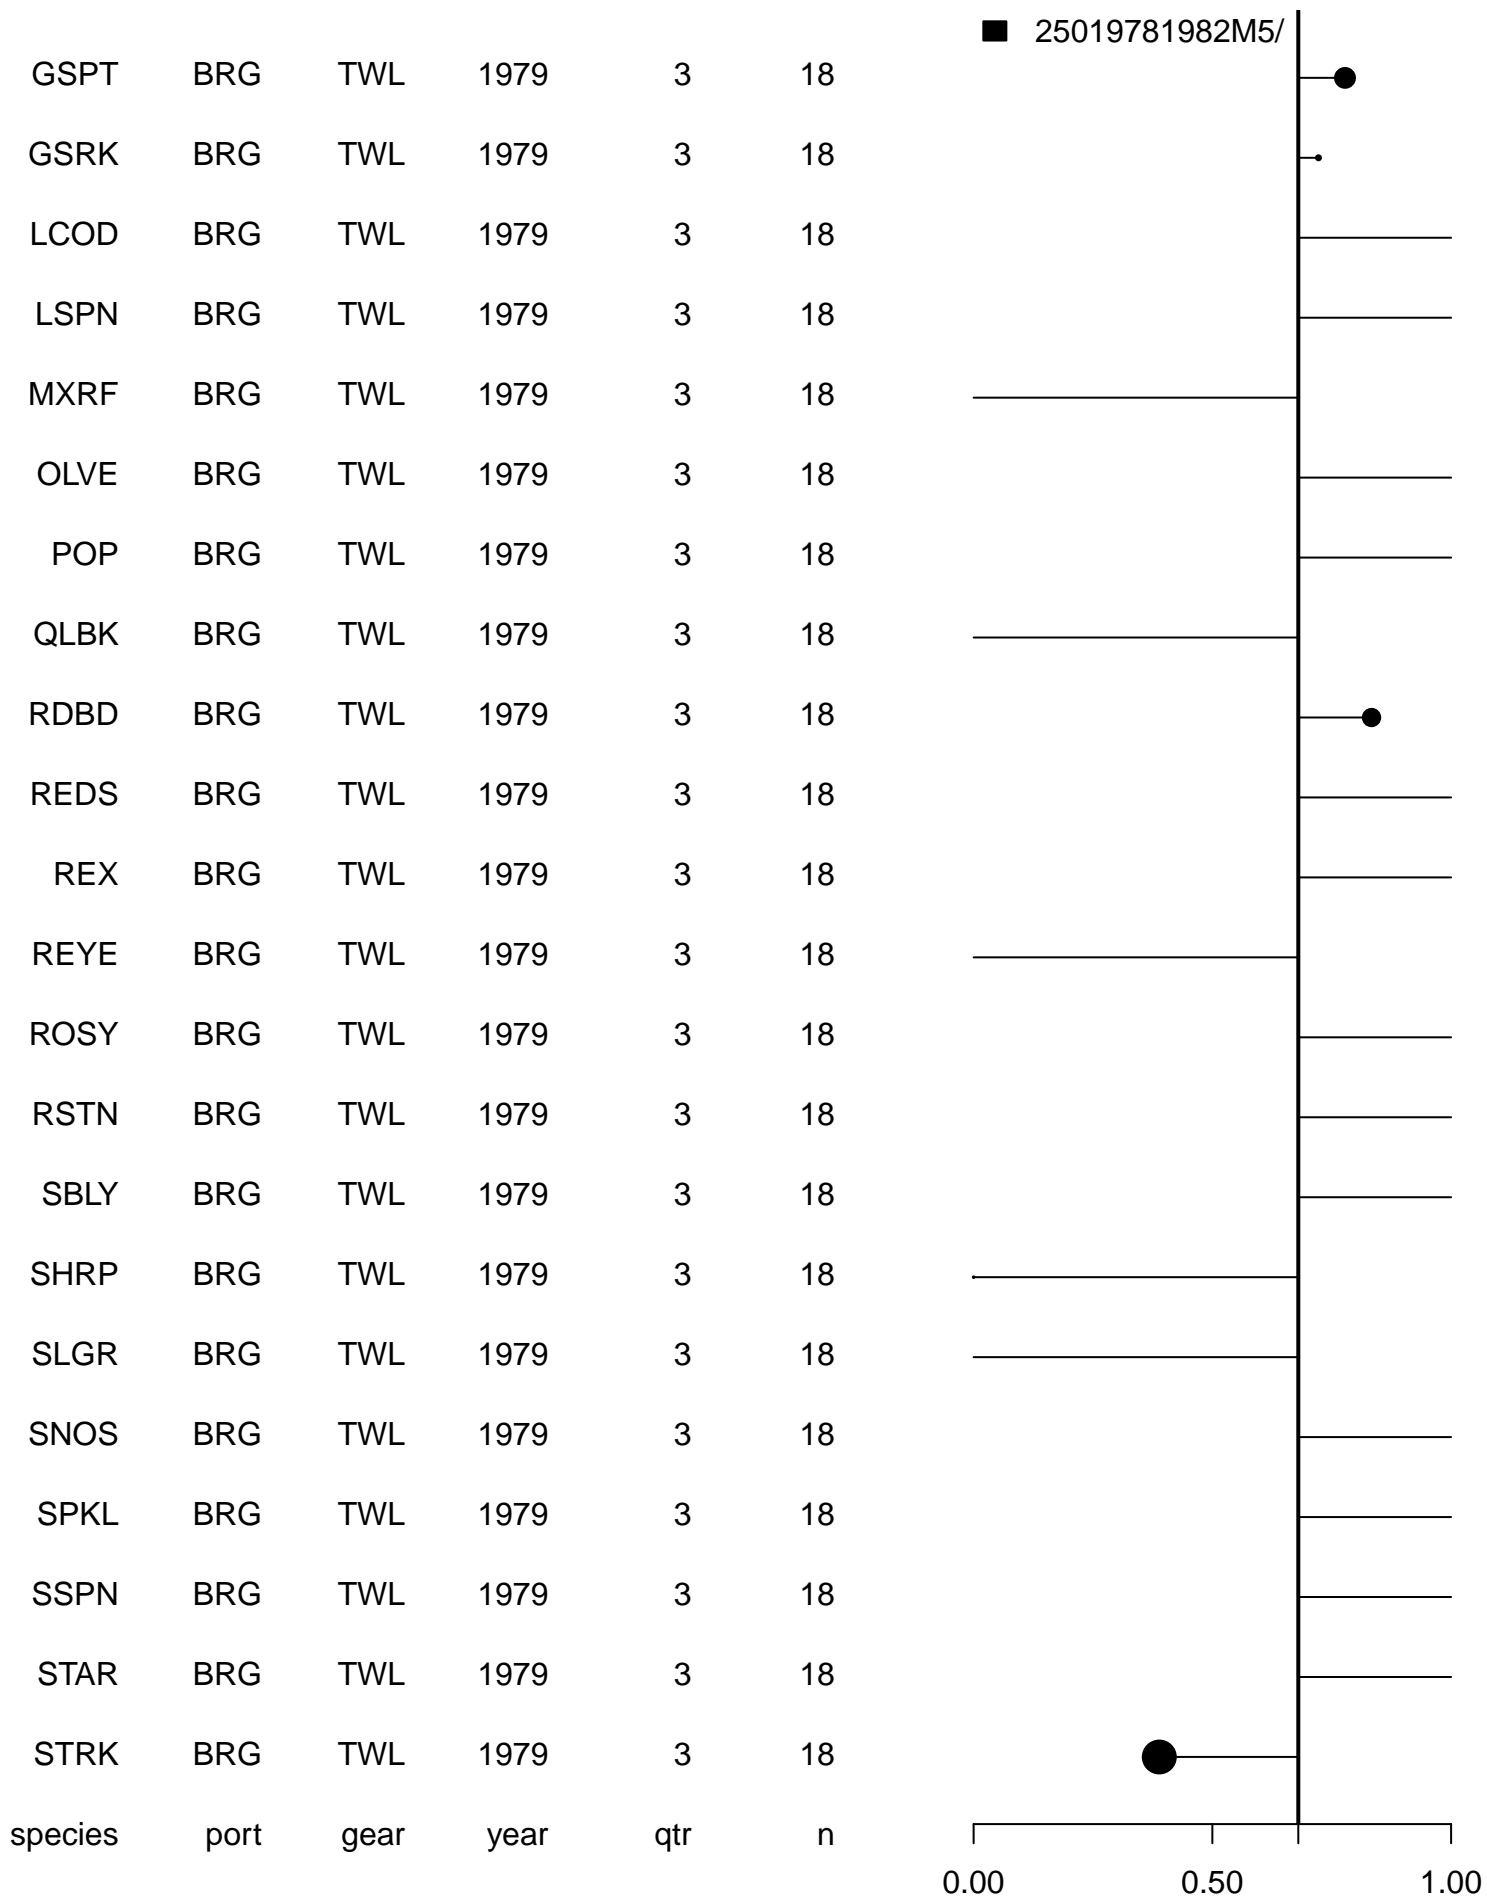 25019781982M5/
GSPT BRG TWL 1979 3 18
GSRK BRG TWL 1979 3 18
LCOD BRG TWL 1979 3 18
LSPN BRG TWL 1979 3 18
MXRF BRG TWL 1979 3 18
OLVE BRG TWL 1979 3 18
POP BRG TWL 1979 3 18
QLBK BRG TWL 1979 3 18
RDBD BRG TWL 1979 3 18
REDS BRG TWL 1979 3 18
REX BRG TWL 1979 3 18
REYE BRG TWL 1979 3 18
ROSY BRG TWL 1979 3 18
RSTN BRG TWL 1979 3 18
SBLY BRG TWL 1979 3 18
SHRP BRG TWL 1979 3 18
SLGR BRG TWL 1979 3 18
SNOS BRG TWL 1979 3 18
SPKL BRG TWL 1979 3 18
SSPN BRG TWL 1979 3 18
STAR BRG TWL 1979 3 18
STRK BRG TWL 1979 3 18
species port gear year qtr n
0.00 0.50 1.00